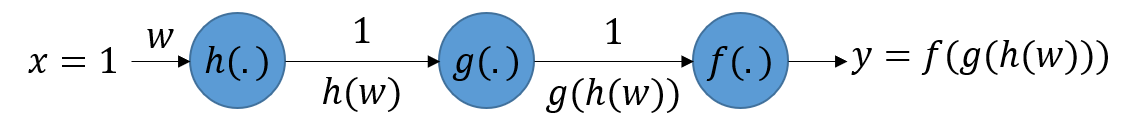 x = 1 w h(.) 1 h(w) g(.) 1 g(h(w)) f(.) y = f(g(h(w)))